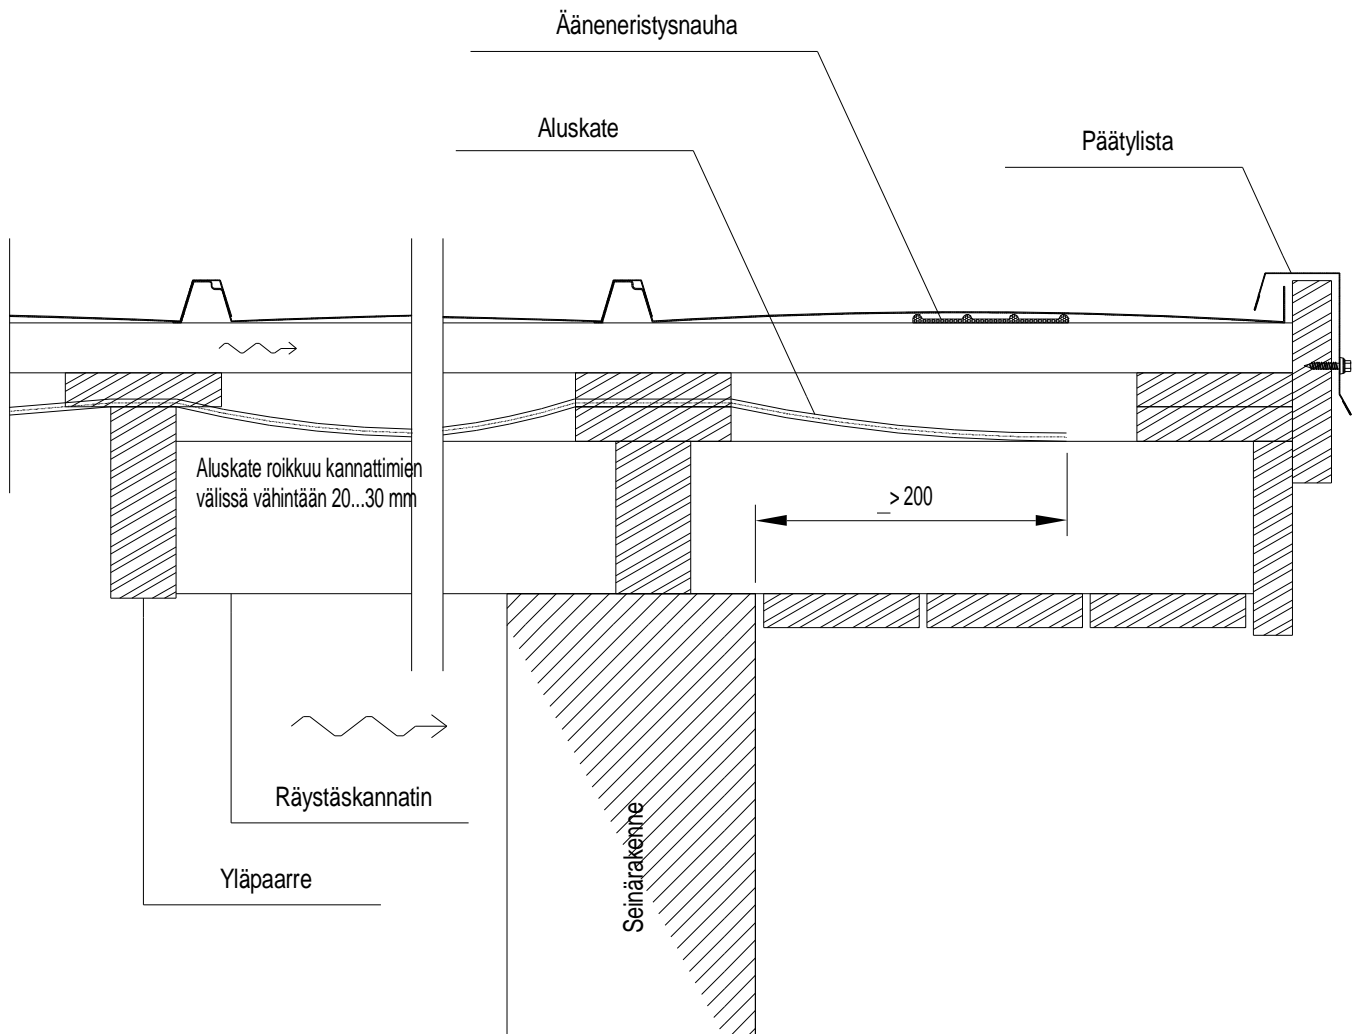 Ääneneristysnauha
Aluskate
Päätylista
Aluskate roikkuu kannattimien
välissä vähintään 20...30 mm
_> 200
Räystäskannatin
Yläpaarre
Seinärakenne